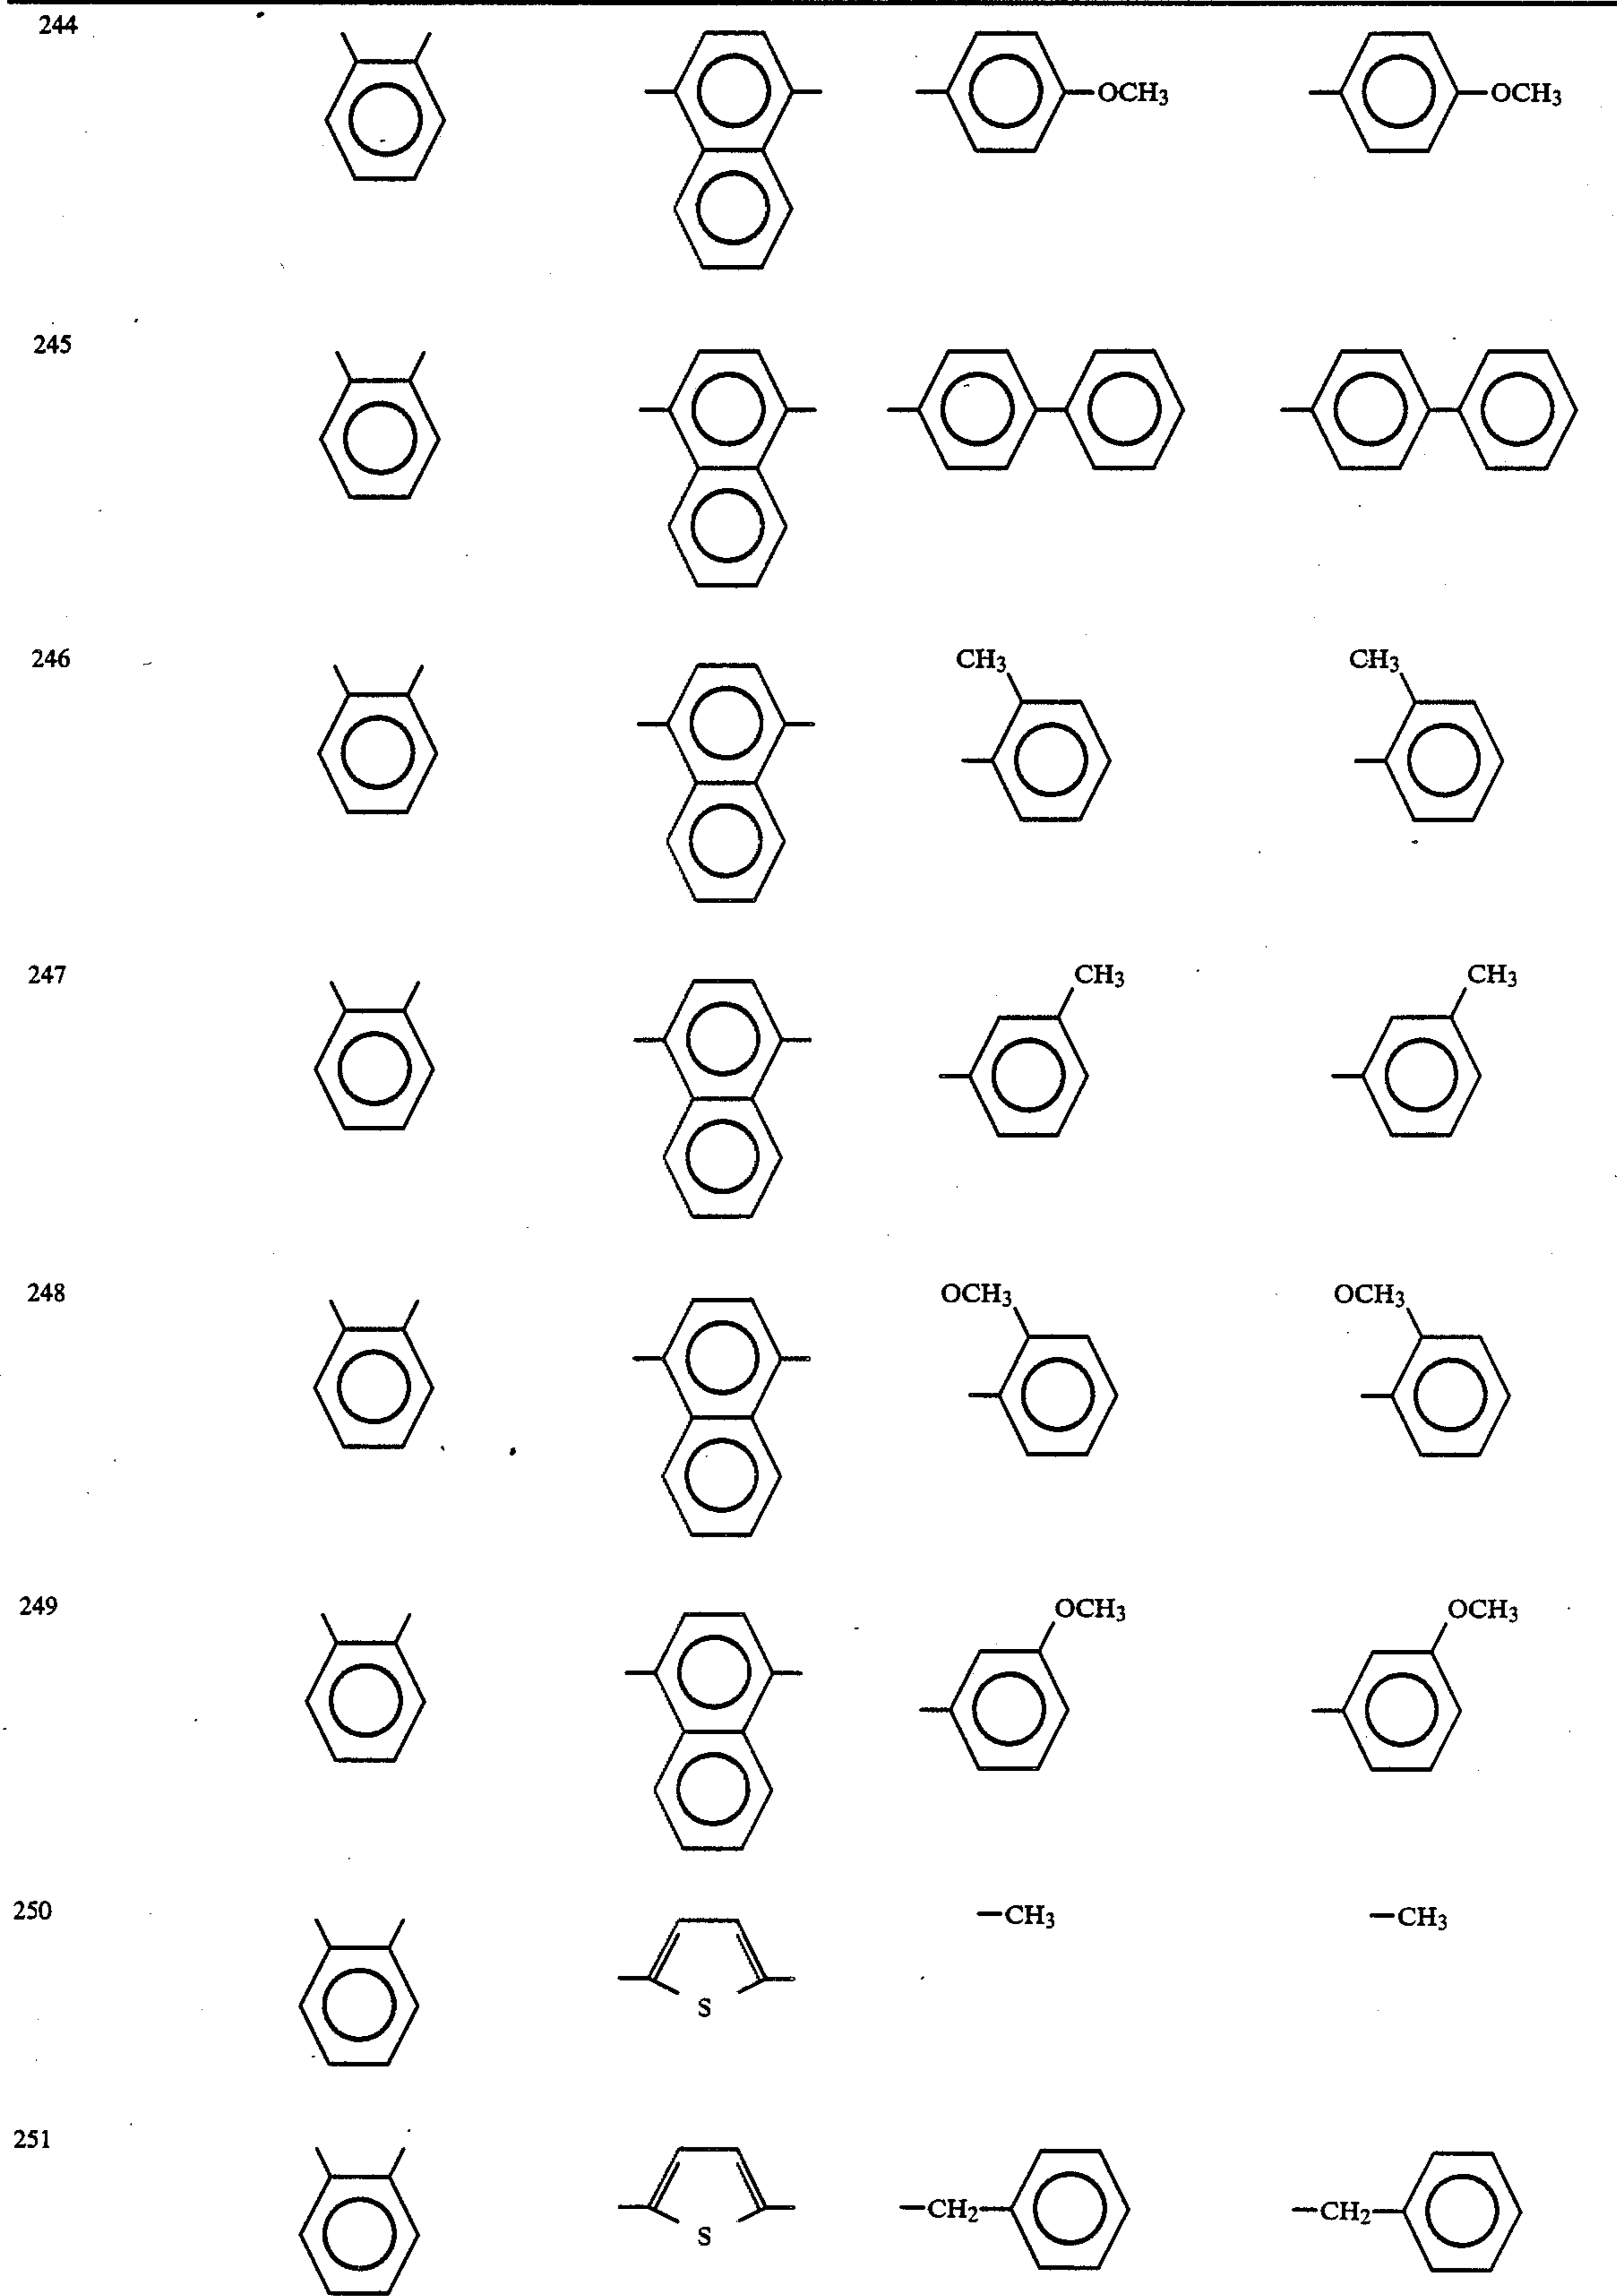 244
OCH3 OCH3
245
246 CH3 CH3
247 CH3 CH3
248 OCH3 OCH3
249 OCH3 OCH3
250 —CH3 —CH3
S
251
—CH2— —CH2—
S